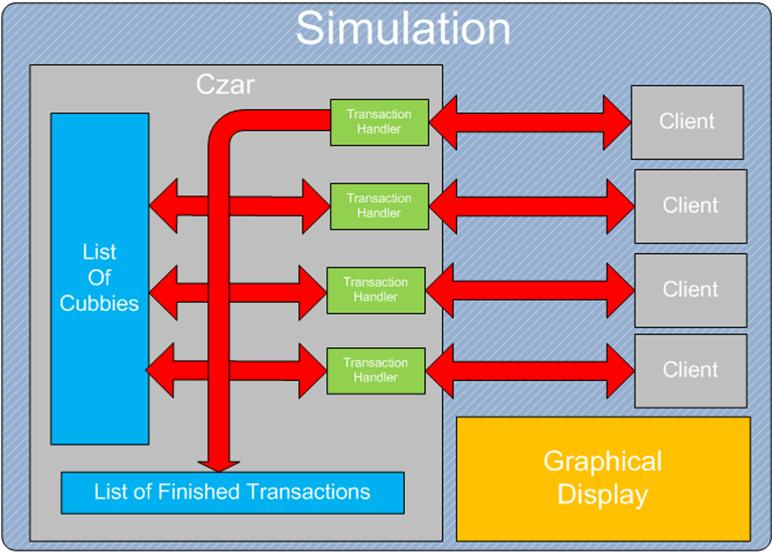 Simulation
Czar
Transaction
Handler
Client
Transaction
Handler
Client
List
Of
Cubbies
Transaction
Handler
Client
Transaction
Handler
Client
Graphical
Display
List of Finished Transactions